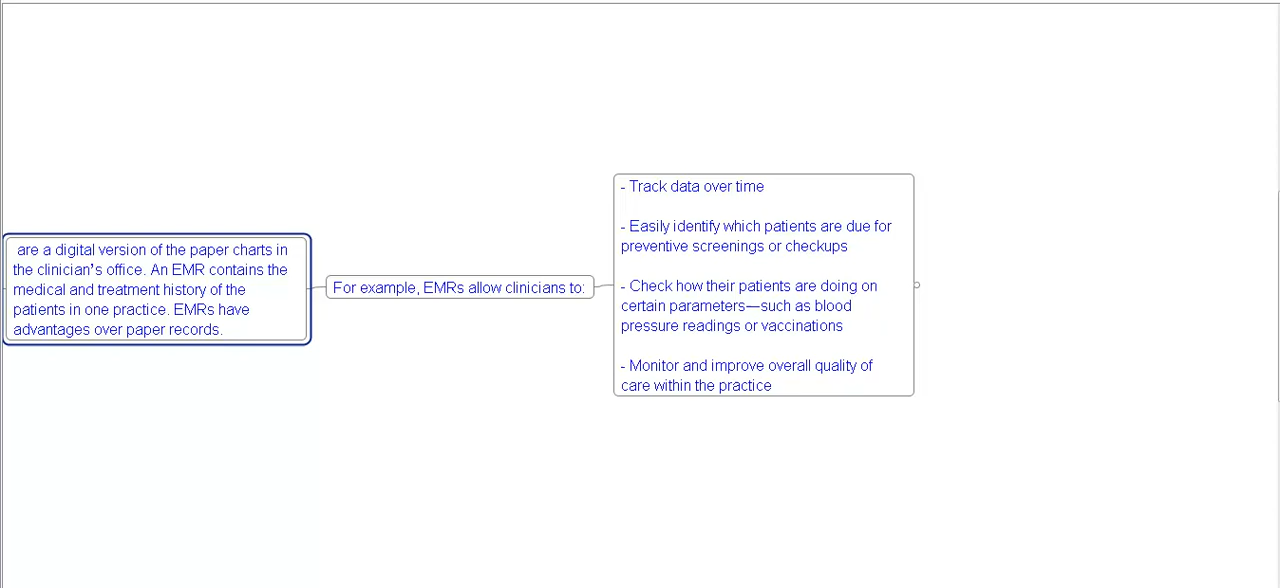 are a digital version of the paper charts in
the clinician's office. An EMR contains the
medical and treatment history of the
patients in one practice. EMRs have
advantages over paper records.
For example, EMRs allow clinicians to:
- Track data over time
- Easily identify which patients are due for
preventive screenings or checkups
- Check how their patients are doing on
certain parameters—such as blood
pressure readings or vaccinations
- Monitor and improve overall quality of
care within the practice